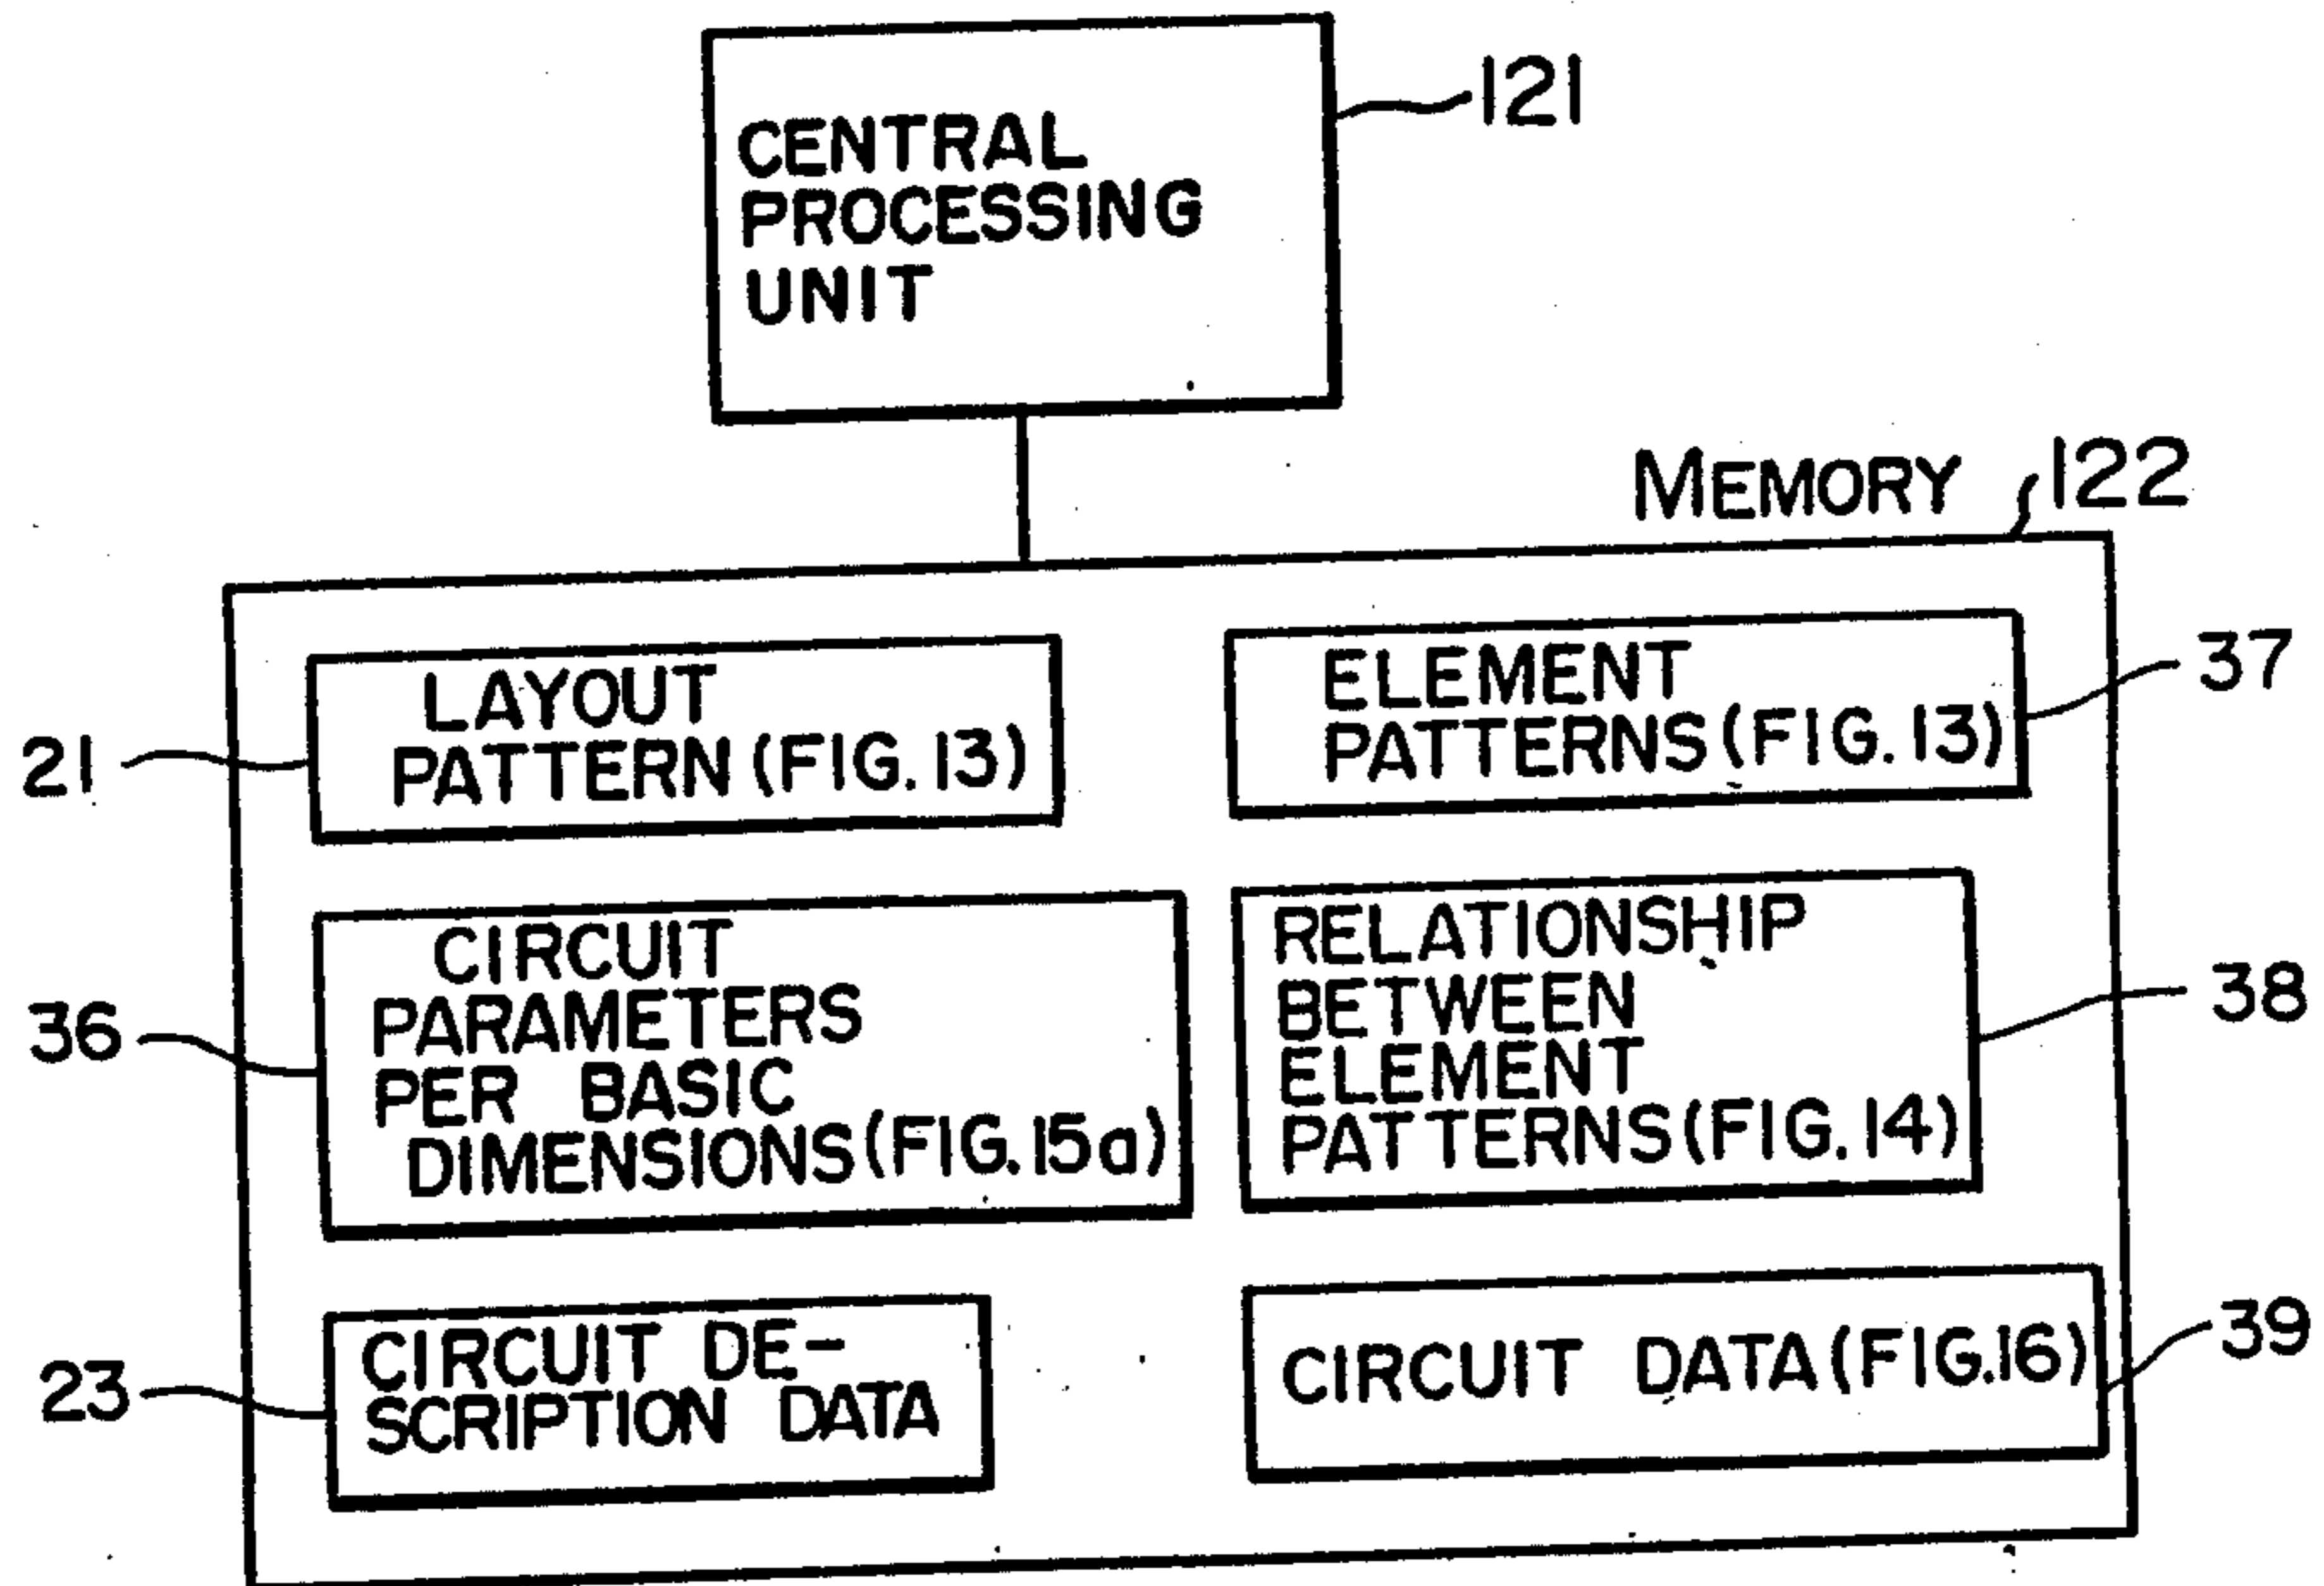 CENTRAL
PROCESSING
UNIT
121
MEMORY
122
LAYOUT
PATTERN (FIG. 13)
21
ELEMENT
PATTERNS (FIG. 13)
37
CIRCUIT
PARAMETERS
PER BASIC
DIMENSIONS (FIG. 15a)
36
RELATIONSHIP
BETWEEN
ELEMENT
PATTERNS (FIG. 14)
38
CIRCUIT DE-
SCRIPTION DATA
23
CIRCUIT DATA (FIG. 16)
39